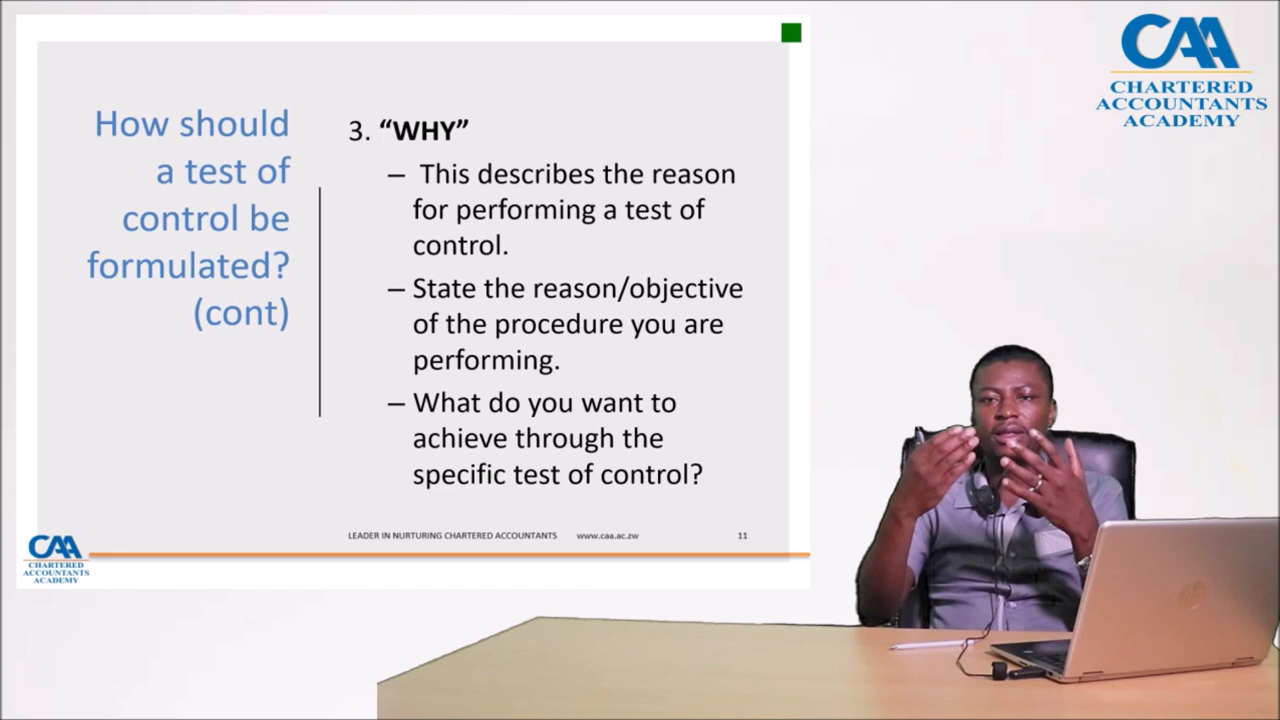 How should
a test of
control be
formulated?
(cont)
3. “WHY”
– This describes the reason
for performing a test of
control.
– State the reason/objective
of the procedure you are
performing.
– What do you want to
achieve through the
specific test of control?
LEADER IN NURTURING CHARTERED ACCOUNTANTS www.caa.ac.zw 11
CAA
CHARTERED
ACCOUNTANTS
ACADEMY
CAA
CHARTERED
ACCOUNTANTS
ACADEMY